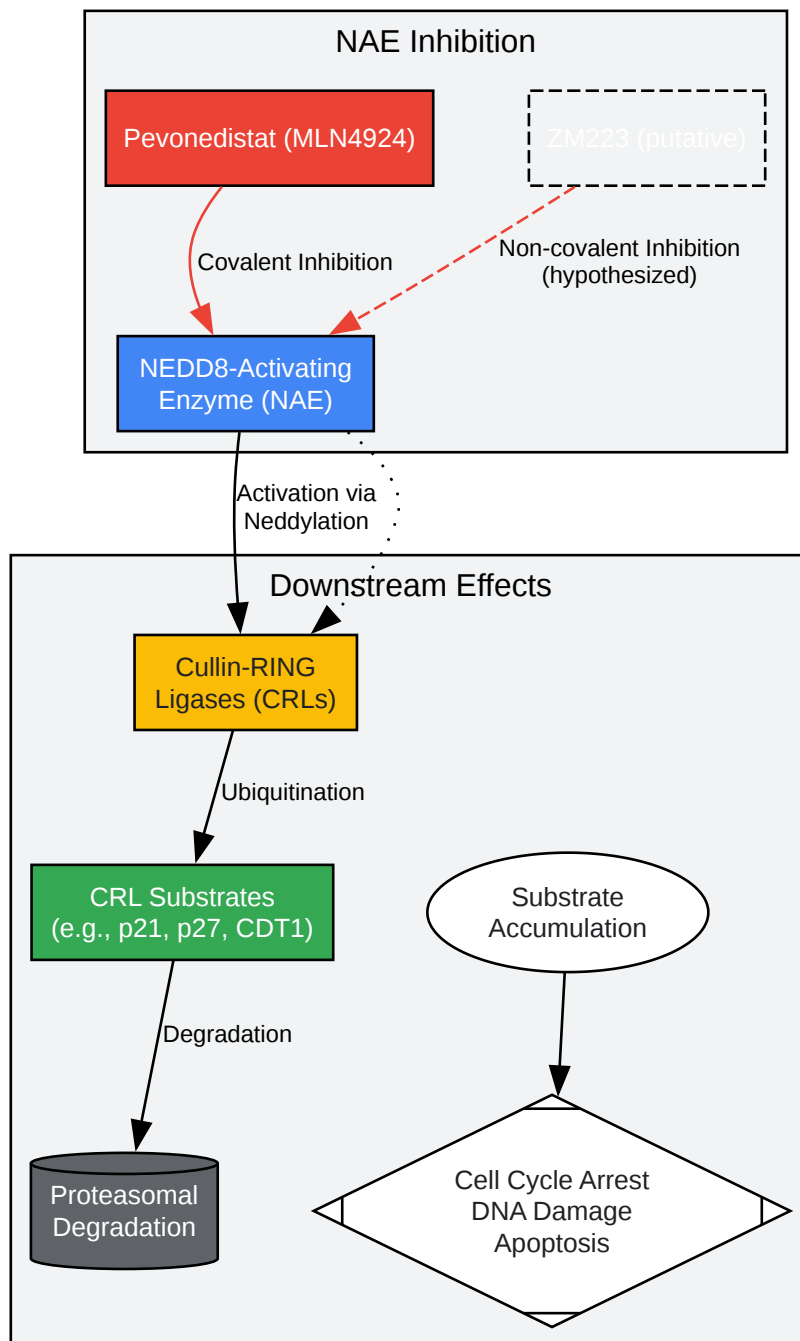 NAE Inhibition
Pevonedistat (MLN4924)
ZM223 (putative)
Covalent Inhibition
Non-covalent Inhibition
(hypothesized)
NEDD8-Activating
Enzyme (NAE)
Activation via
Neddylation
Downstream Effects
Cullin-RING
Ligases (CRLs)
Ubiquitination
CRL Substrates
(e.g., p21, p27, CDT1)
Substrate
Accumulation
Degradation
Proteasomal
Degradation
Cell Cycle Arrest
DNA Damage
Apoptosis